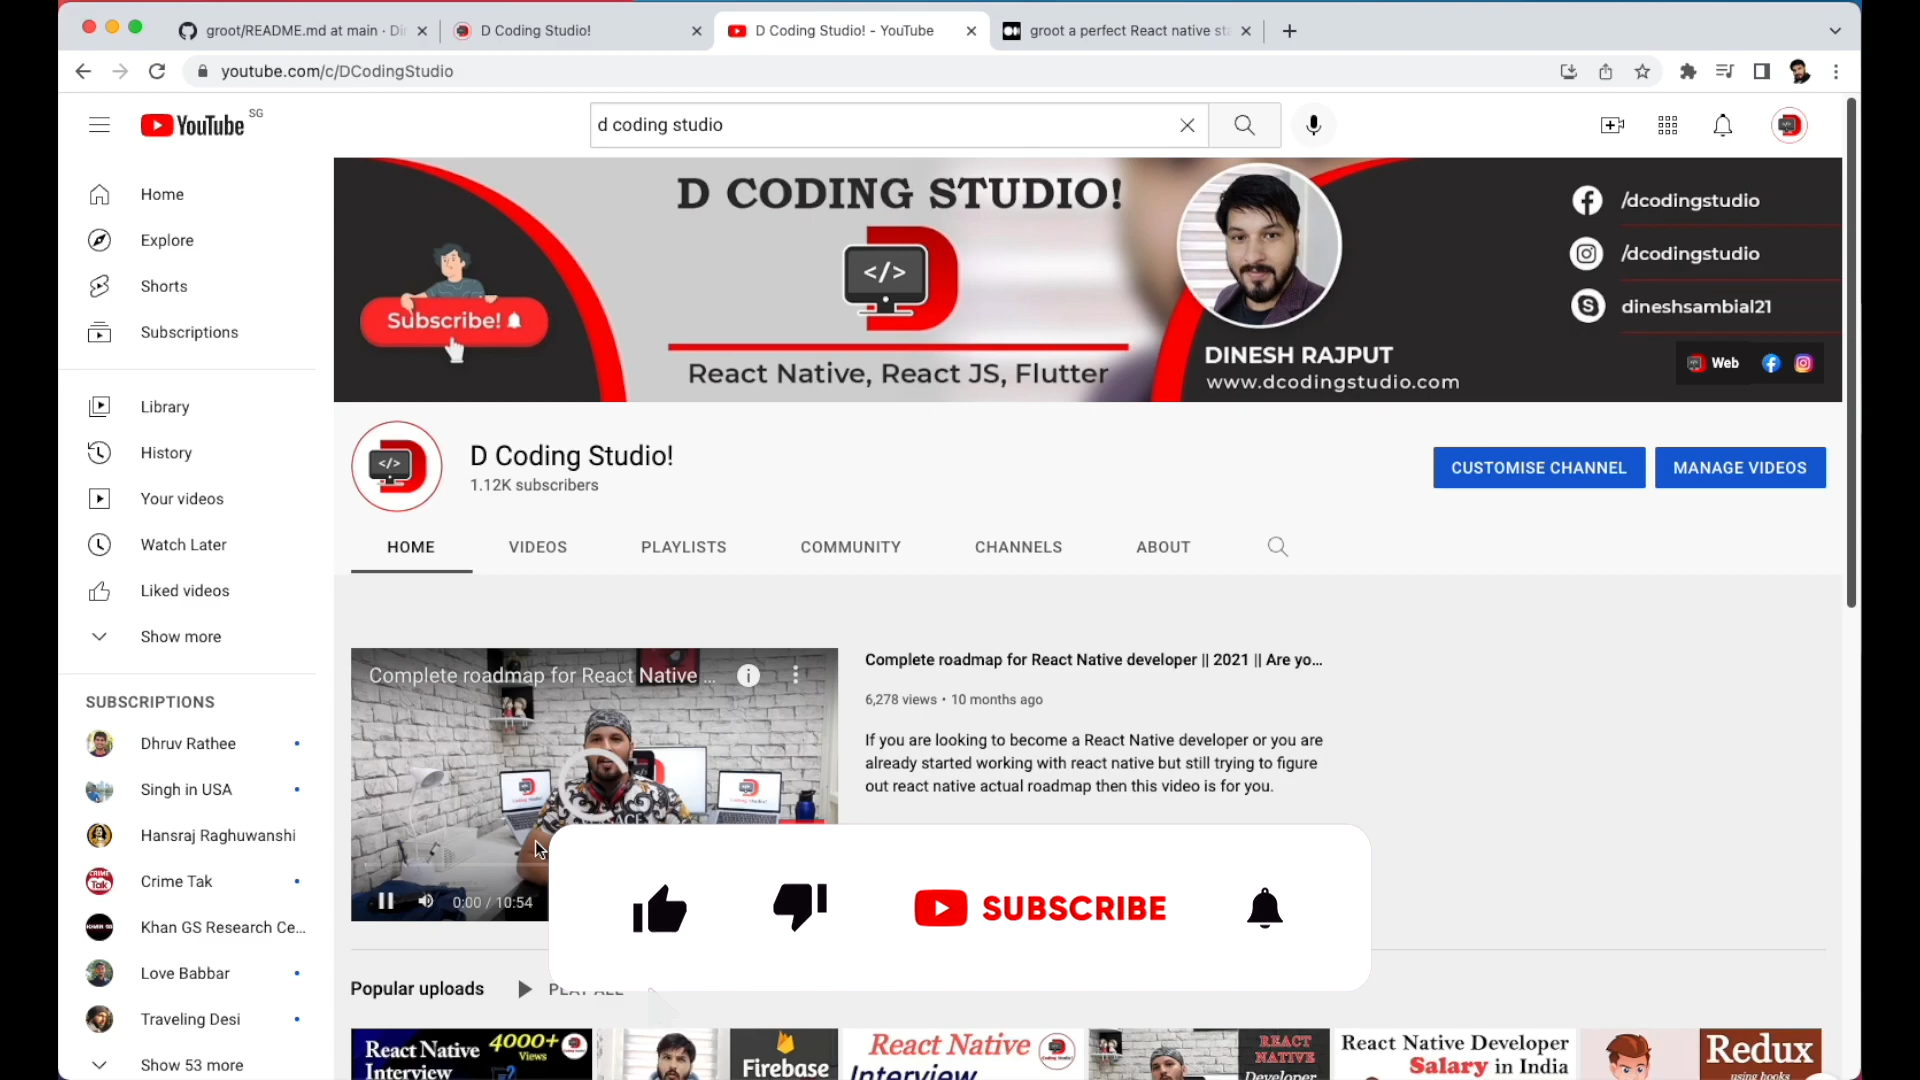 groot/README.md at main · Di
D Coding Studio!
D Coding Studio! - YouTube
groot a perfect React native sta
youtube.com/c/DCodingStudio
YouTube SG
d coding studio
Home
Explore
Shorts
Subscriptions
Library
History
Your videos
Watch Later
Liked videos
Show more
SUBSCRIPTIONS
Dhruv Rathee
Singh in USA
Hansraj Raghuwanshi
Crime Tak
Khan GS Research Ce...
Love Babbar
Traveling Desi
Show 53 more
D CODING STUDIO!
</>
Subscribe!
React Native, React JS, Flutter
DINESH RAJPUT
www.dcodingstudio.com
/dcodingstudio
/dcodingstudio
dineshsambial21
Web
</>
D Coding Studio!
1.12K subscribers
CUSTOMISE CHANNEL
MANAGE VIDEOS
HOME
VIDEOS
PLAYLISTS
COMMUNITY
CHANNELS
ABOUT
Complete roadmap for React Native ...
0:00 / 10:54
Complete roadmap for React Native developer || 2021 || Are yo...
6,278 views • 10 months ago
If you are looking to become a React Native developer or you are
already started working with react native but still trying to figure
out react native actual roadmap then this video is for you.
SUBSCRIBE
Popular uploads
PLAY ALL
React Native
Interview
4000+
Views
Firebase
React Native
Interview
REACT
NATIVE
Developer
React Native Developer
Salary in India
Redux
using hooks